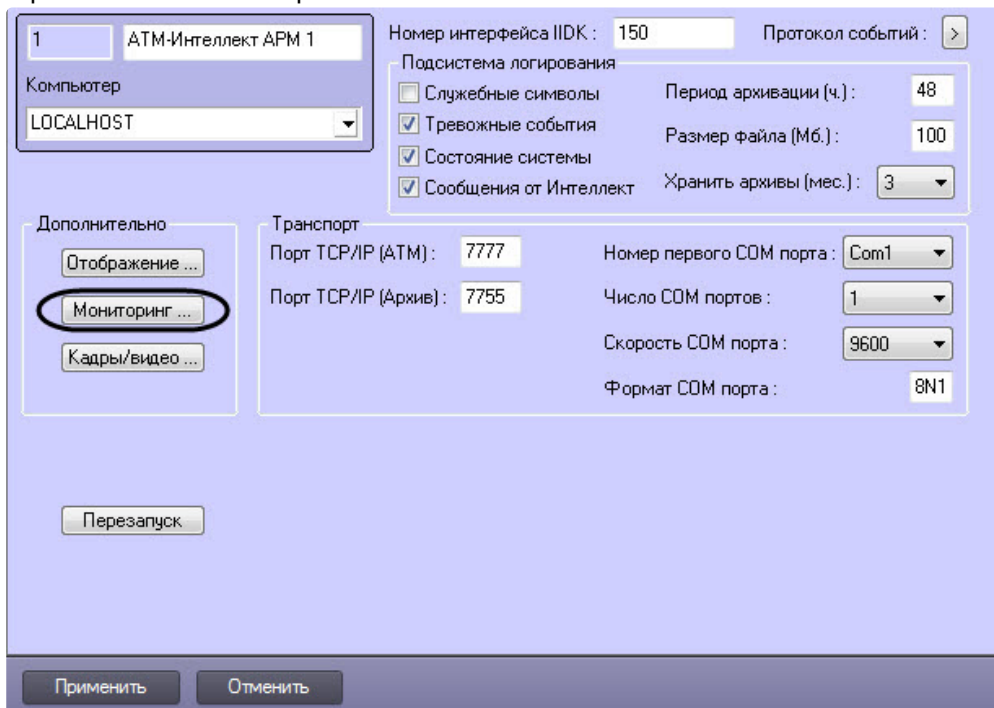 1 АТМ-Интеллект АРМ 1
Компьютер
LOCALHOST
Номер интерфейса IIDK : 150 Протокол событий : >
Подсистема логирования
Служебные символы Период архивации (ч.) : 48
Тревожные события Размер файла (Мб.) : 100
Состояние системы
Сообщения от Интеллект Хранить архивы (мес.) : 3
Дополнительно
Отображение ...
Мониторинг ...
Кадры/видео ...
Транспорт
Порт TCP/IP (АТМ) : 7777 Номер первого COM порта : Com1
Порт TCP/IP (Архив) : 7755 Число COM портов : 1
Скорость COM порта : 9600
Формат COM порта : 8N1
Перезапуск
Применить Отменить